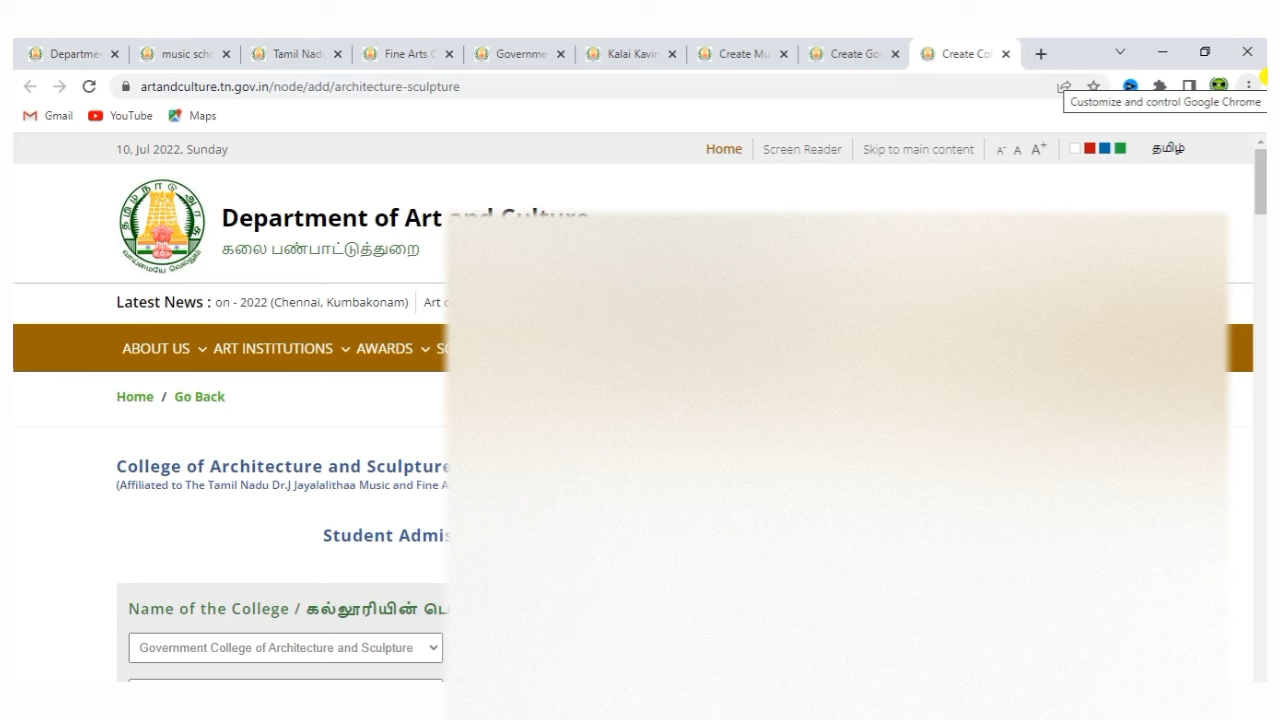 Departme music scho Tamil Nad Fine Arts C Governme Kalai Kavin Create Mu Create Go Create Col
artandculture.tn.gov.in/node/add/architecture-sculpture
Customize and control Google Chrome
Gmail YouTube Maps
10, Jul 2022, Sunday Home Screen Reader Skip to main content A- A A+ தமிழ்
Department of Art and Culture
கலை பண்பாட்டுத்துறை
Latest News : on - 2022 (Chennai, Kumbakonam) Art
ABOUT US ART INSTITUTIONS AWARDS
Home / Go Back
College of Architecture and Sculpture
(Affiliated to The Tamil Nadu Dr.J Jayalalithaa Music and Fine A
Student Admis
Name of the College / கல்லூரியின் பெ
Government College of Architecture and Sculpture